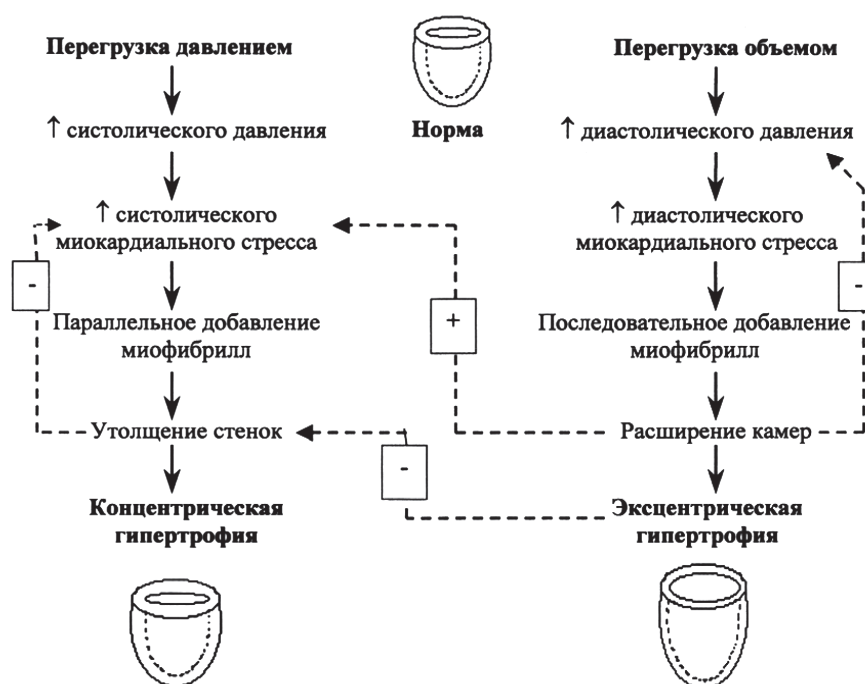 Перегрузка давлением
↑ систолического давления
↑ систолического
миокардиального стресса
-
Параллельное добавление
миофибрилл
Утолщение стенок
Концентрическая
гипертрофия
Норма
+
-
Перегрузка объемом
↑ диастолического давления
↑ диастолического
миокардиального стресса
-
Последовательное добавление
миофибрилл
Расширение камер
Эксцентрическая
гипертрофия